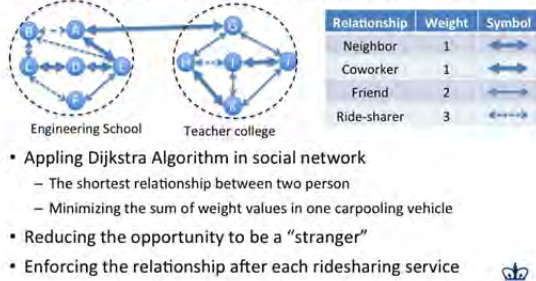 B A
C D E
F
G
H I J
K
Engineering School
Teacher college
Relationship Weight Symbol
Neighbor 1
Coworker 1
Friend 2
Ride-sharer 3
• Appling Dijkstra Algorithm in social network
– The shortest relationship between two person
– Minimizing the sum of weight values in one carpooling vehicle
• Reducing the opportunity to be a “stranger”
• Enforcing the relationship after each ridesharing service